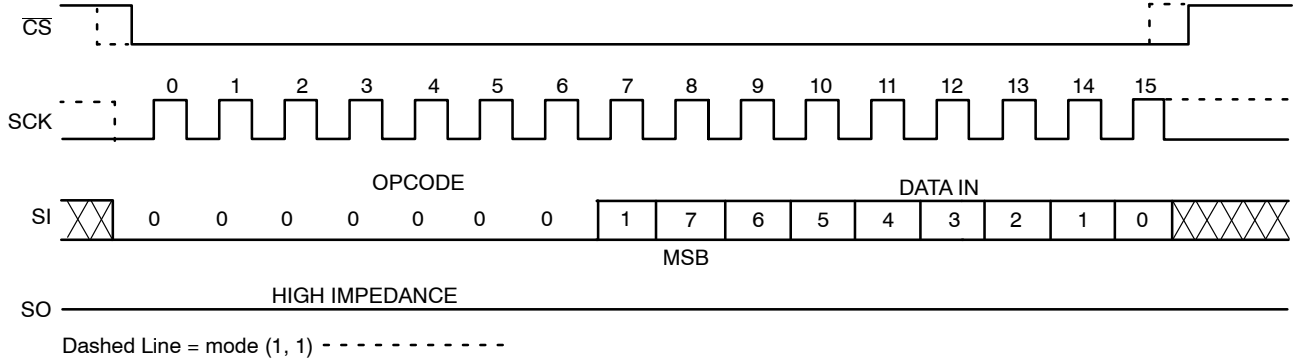 CS
0 1 2 3 4 5 6 7 8 9 10 11 12 13 14 15
SCK
OPCODE DATA IN
SI 0 0 0 0 0 0 0 1 7 6 5 4 3 2 1 0
MSB
HIGH IMPEDANCE
SO
Dashed Line = mode (1, 1)